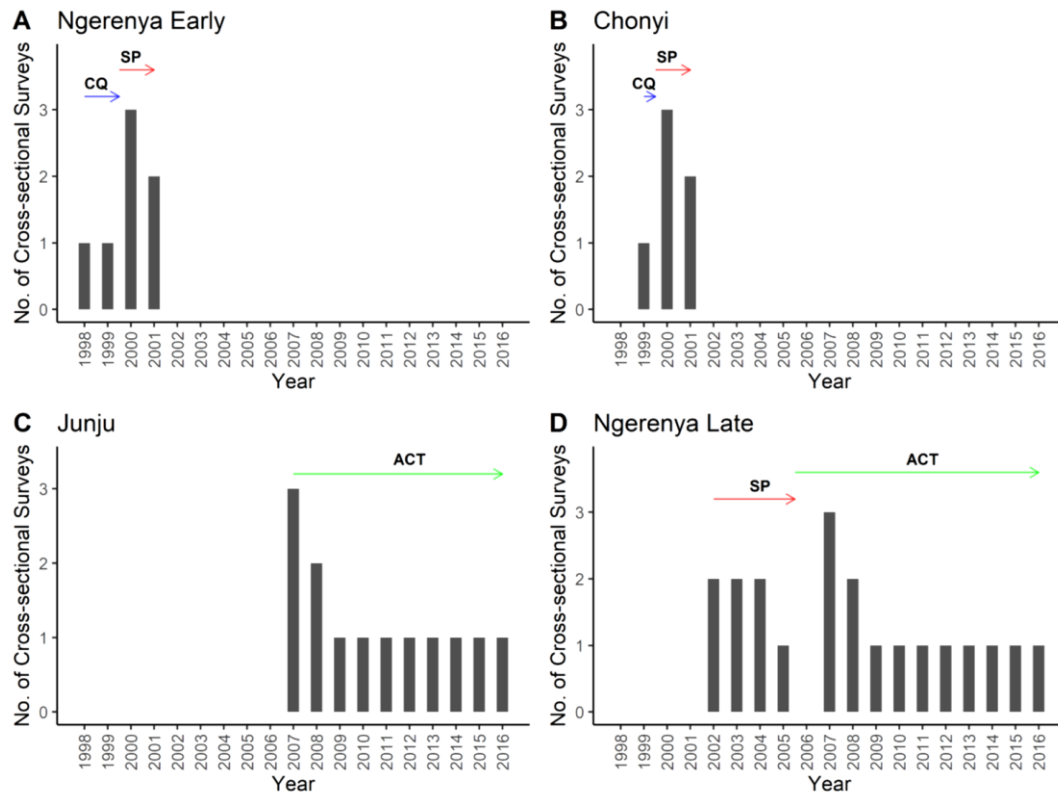 A Ngerenya Early
SP
CQ
No. of Cross-sectional Surveys
3
2
1
0
1998 1999 2000 2001 2002 2003 2004 2005 2006 2007 2008 2009 2010 2011 2012 2013 2014 2015 2016
Year
B Chonyi
SP
CQ
No. of Cross-sectional Surveys
3
2
1
0
1998 1999 2000 2001 2002 2003 2004 2005 2006 2007 2008 2009 2010 2011 2012 2013 2014 2015 2016
Year
C Junju
ACT
No. of Cross-sectional Surveys
3
2
1
0
1998 1999 2000 2001 2002 2003 2004 2005 2006 2007 2008 2009 2010 2011 2012 2013 2014 2015 2016
Year
D Ngerenya Late
ACT
SP
No. of Cross-sectional Surveys
3
2
1
0
1998 1999 2000 2001 2002 2003 2004 2005 2006 2007 2008 2009 2010 2011 2012 2013 2014 2015 2016
Year